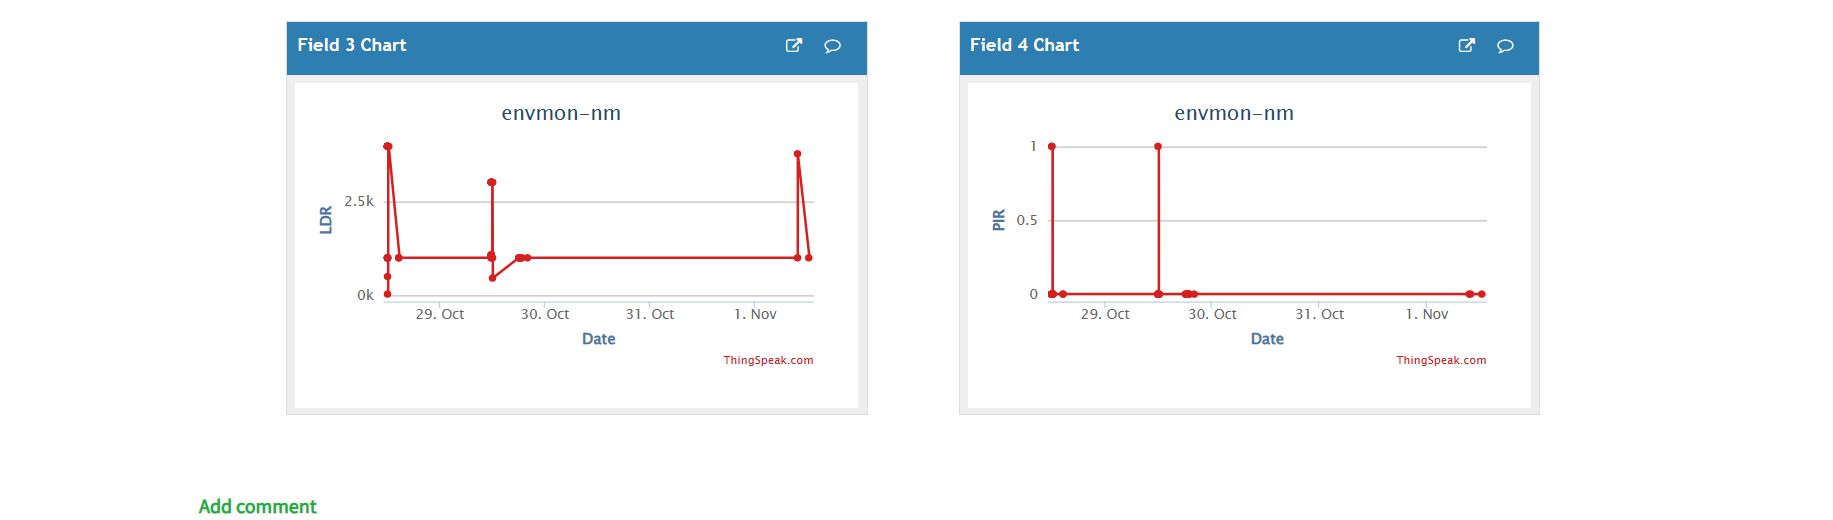 Field 3 Chart
envmon-nm
LDR
2.5k
0k
29. Oct 30. Oct 31. Oct 1. Nov
Date
ThingSpeak.com
Field 4 Chart
envmon-nm
PIR
1
0.5
0
29. Oct 30. Oct 31. Oct 1. Nov
Date
ThingSpeak.com
Add comment